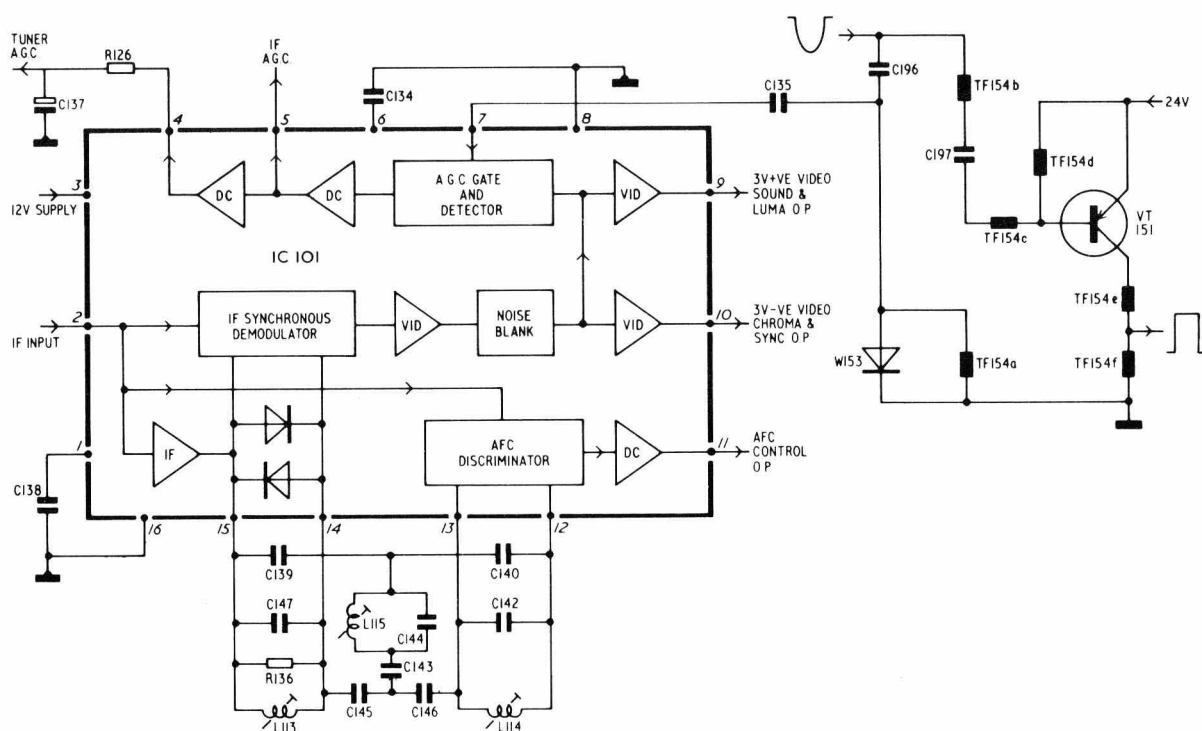 TUNER
A.G.C
R126
C137
IF
A.G.C.
C134
C135
C196
TF154b
24V
C197
TF154d
TF154c
VT
151
TF154e
TF154f
W153
TF154a
4
5
6
7
8
3
12V SUPPLY
DC
DC
A.G.C. GATE
AND
DETECTOR
VID
9
3V+VE VIDEO
SOUND &
LUMA O.P
IC 101
2
IF INPUT
IF SYNCHRONOUS
DEMODULATOR
VID
NOISE
BLANK
VID
10
3V-VE VIDEO
CHROMA &
SYNC O.P
1
IF
AFC
DISCRIMINATOR
DC
11
AFC
CONTROL
O.P
C138
16
15
14
13
12
C139
C140
C147
L115
C144
C142
R136
C143
C145
C146
L113
L114